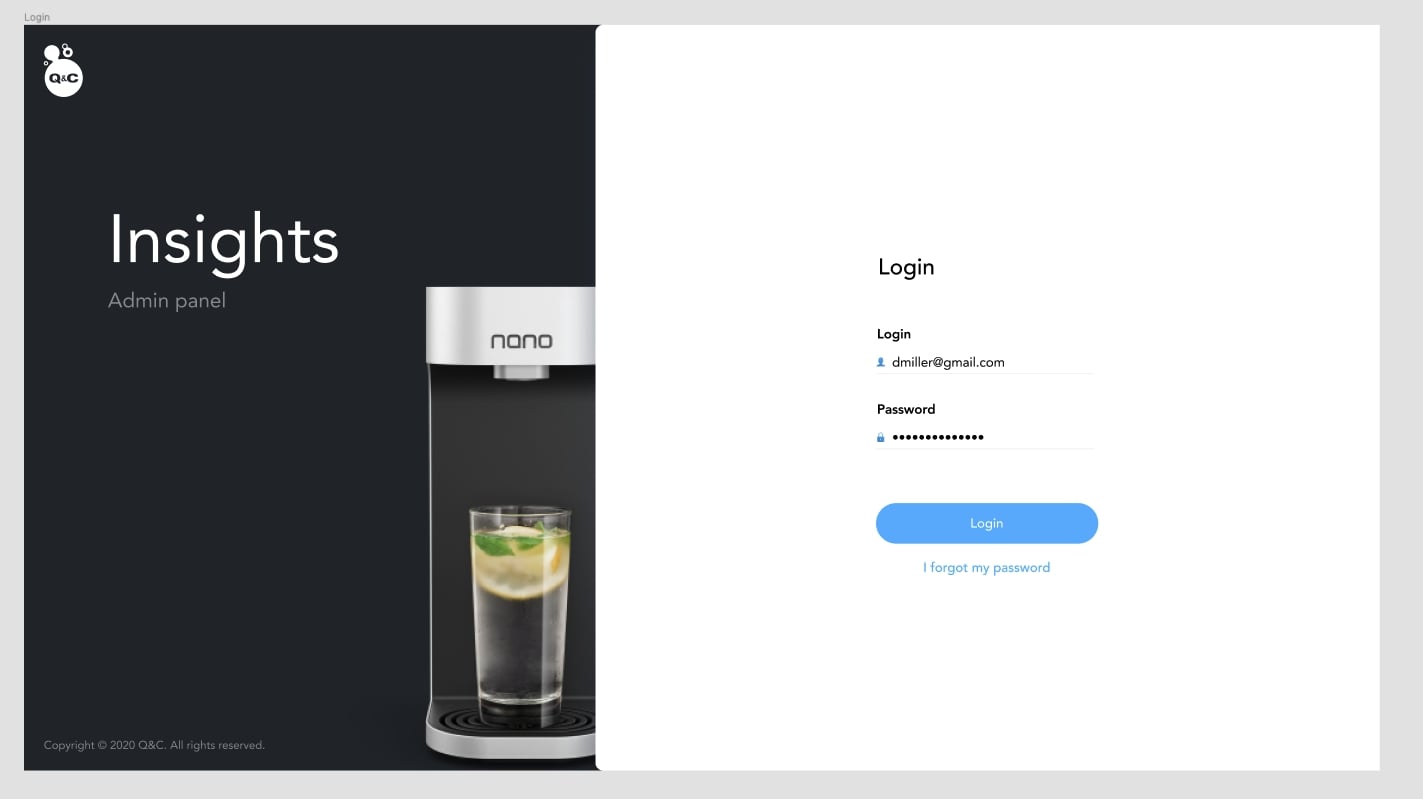 Login
Q&C
Insights
Admin panel
nano
Copyright © 2020 Q&C. All rights reserved.
Login
Login
dmiller@gmail.com
Password
••••••••••••••
Login
I forgot my password